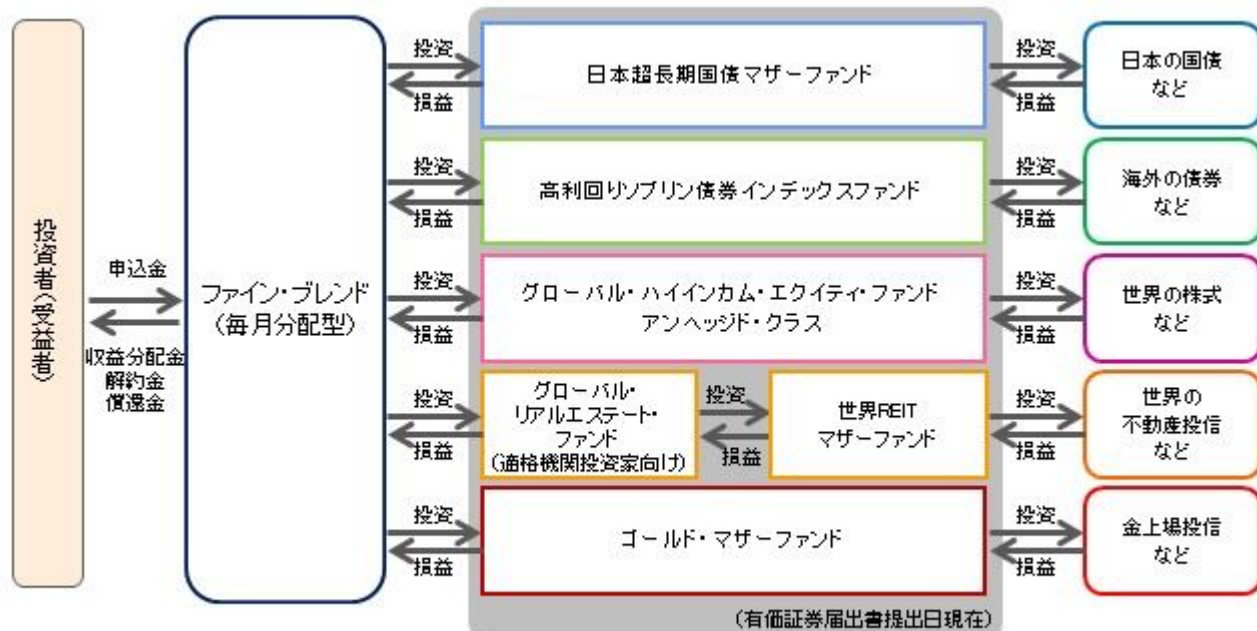 投資者(受益者)
申込金
収益分配金
解約金
償還金
ファイン・ブレンド
(毎月分配型)
投資
損益
日本超長期国債マザーファンド
投資
損益
日本の国債
など
投資
損益
高利回りソブリン債券インデックスファンド
投資
損益
海外の債券
など
投資
損益
グローバル・ハイインカム・エクイティ・ファンド
アンヘッジド・クラス
投資
損益
世界の株式
など
投資
損益
グローバル・
リアルエステート・
ファンド
(適格機関投資家向け)
投資
損益
世界REIT
マザーファンド
投資
損益
世界の
不動産投信
など
投資
損益
ゴールド・マザーファンド
投資
損益
金上場投信
など
(有価証券届出書提出日現在)